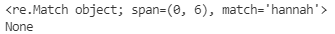 <re.Match object; span=(0, 6), match='hannah'>
None